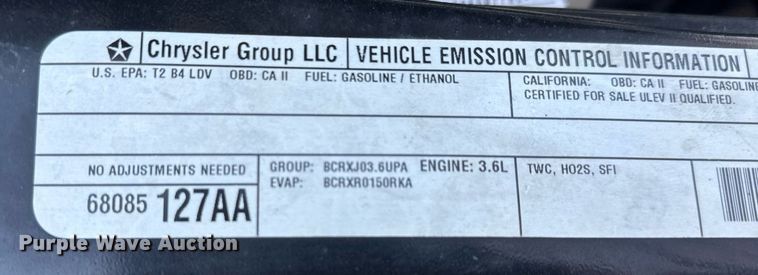 Chrysler Group LLC VEHICLE EMISSION CONTROL INFORMATION
U.S. EPA: T2 B4 LDV OBD: CA II FUEL: GASOLINE / ETHANOL
CALIFORNIA: OBD: CA II FUEL: GASOLINE
CERTIFIED FOR SALE ULEV II QUALIFIED.
NO ADJUSTMENTS NEEDED
68085 127AA
GROUP: BCRXJ03.6UPA ENGINE: 3.6L
EVAP: BCRXR0150RKA
TWC, HO2S, SFI
Purple Wave Auction